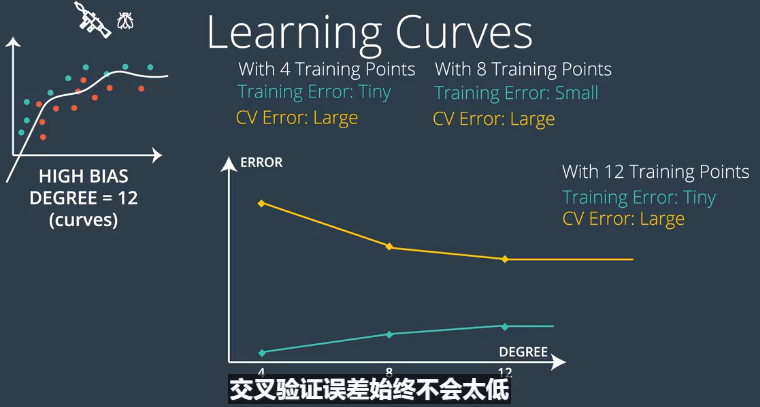 Learning Curves
With 4 Training Points
Training Error: Tiny
CV Error: Large
With 8 Training Points
Training Error: Small
CV Error: Large
HIGH BIAS
DEGREE = 12
(curves)
ERROR
With 12 Training Points
Training Error: Tiny
CV Error: Large
DEGREE
4 8 12
交叉验证误差始终不会太低